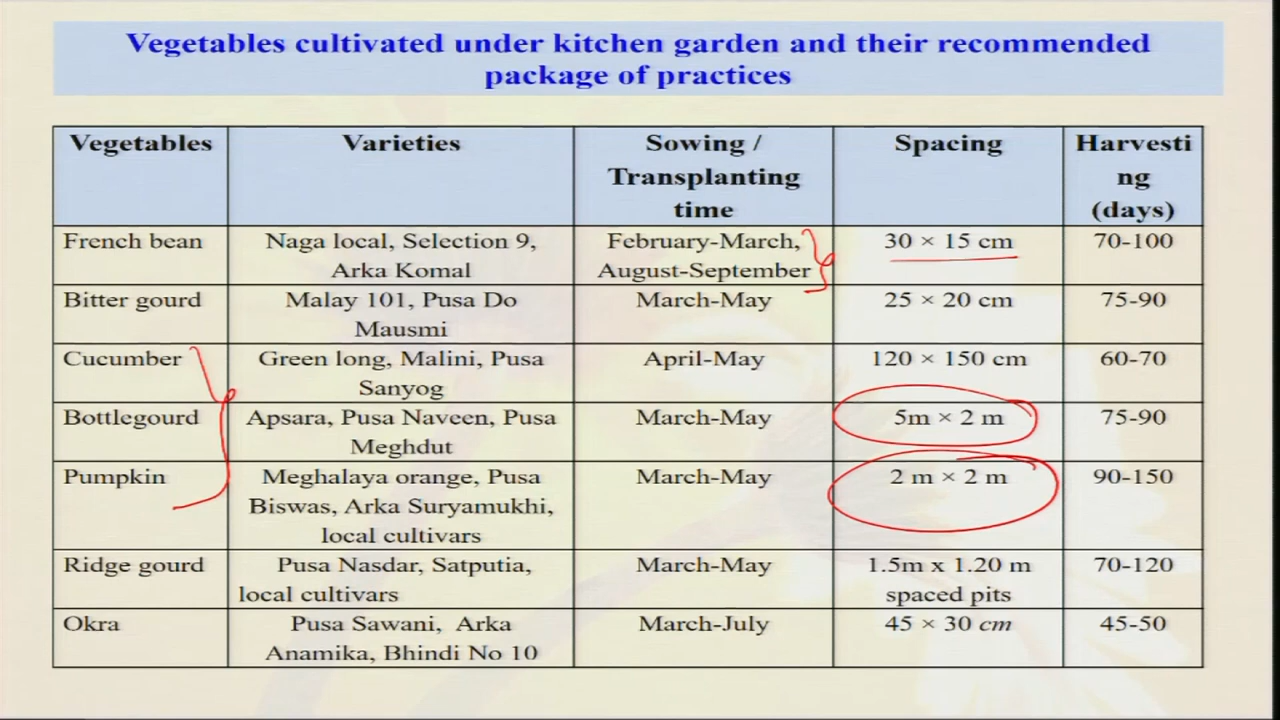 Vegetables cultivated under kitchen garden and their recommended
package of practices
Vegetables Varieties Sowing / Spacing Harvesti
Transplanting ng
time (days)
French bean Naga local, Selection 9, February-March, 30 × 15 cm 70-100
Arka Komal August-September
Bitter gourd Malay 101, Pusa Do March-May 25 × 20 cm 75-90
Mausmi
Cucumber Green long, Malini, Pusa April-May 120 × 150 cm 60-70
Sanyog
Bottlegourd Apsara, Pusa Naveen, Pusa March-May 5m × 2 m 75-90
Meghdut
Pumpkin Meghalaya orange, Pusa March-May 2 m × 2 m 90-150
Biswas, Arka Suryamukhi,
local cultivars
Ridge gourd Pusa Nasdar, Satputia, March-May 1.5m x 1.20 m 70-120
local cultivars spaced pits
Okra Pusa Sawani, Arka March-July 45 × 30 cm 45-50
Anamika, Bhindi No 10